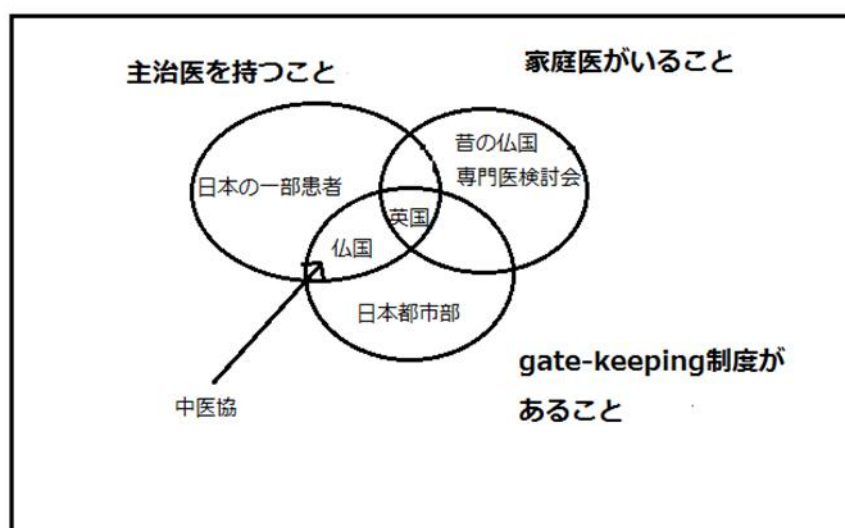 主治医を持つこと
家庭医がいること
昔の仏国
専門医検討会
日本の一部患者
英国
仏国
日本都市部
gate-keeping制度が
あること
中医協